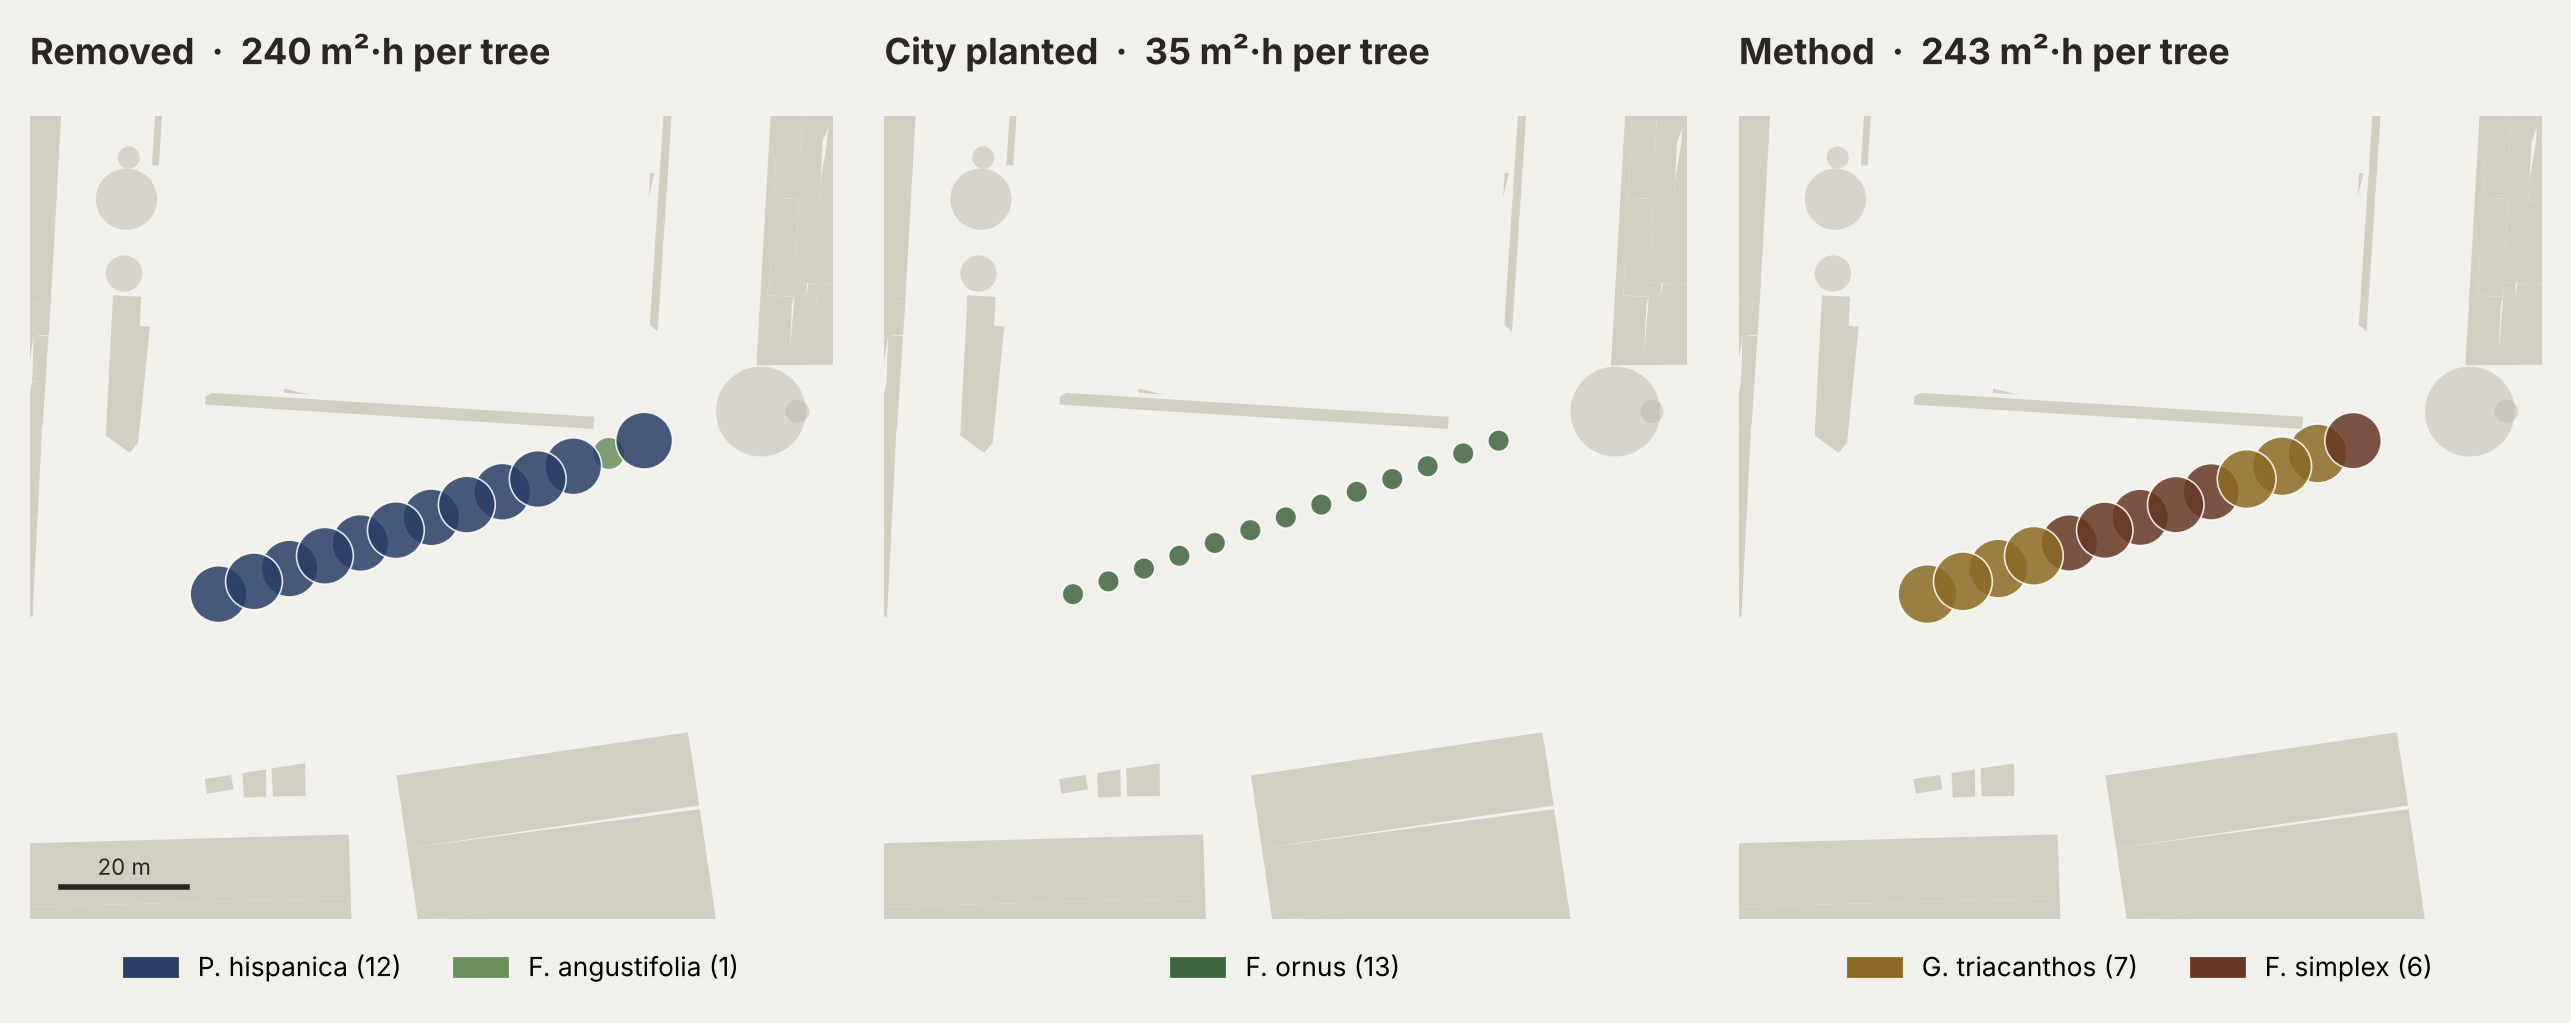 Removed · 240 m²·h per tree
City planted · 35 m²·h per tree
Method · 243 m²·h per tree
20 m
P. hispanica (12)
F. angustifolia (1)
F. ornus (13)
G. triacanthos (7)
F. simplex (6)